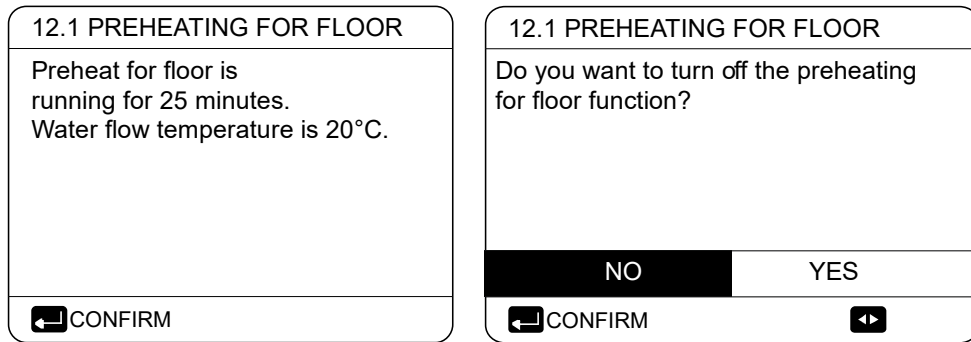 12.1 PREHEATING FOR FLOOR
Preheat for floor is
running for 25 minutes.
Water flow temperature is 20°C.
CONFIRM
12.1 PREHEATING FOR FLOOR
Do you want to turn off the preheating
for floor function?
NO YES
CONFIRM